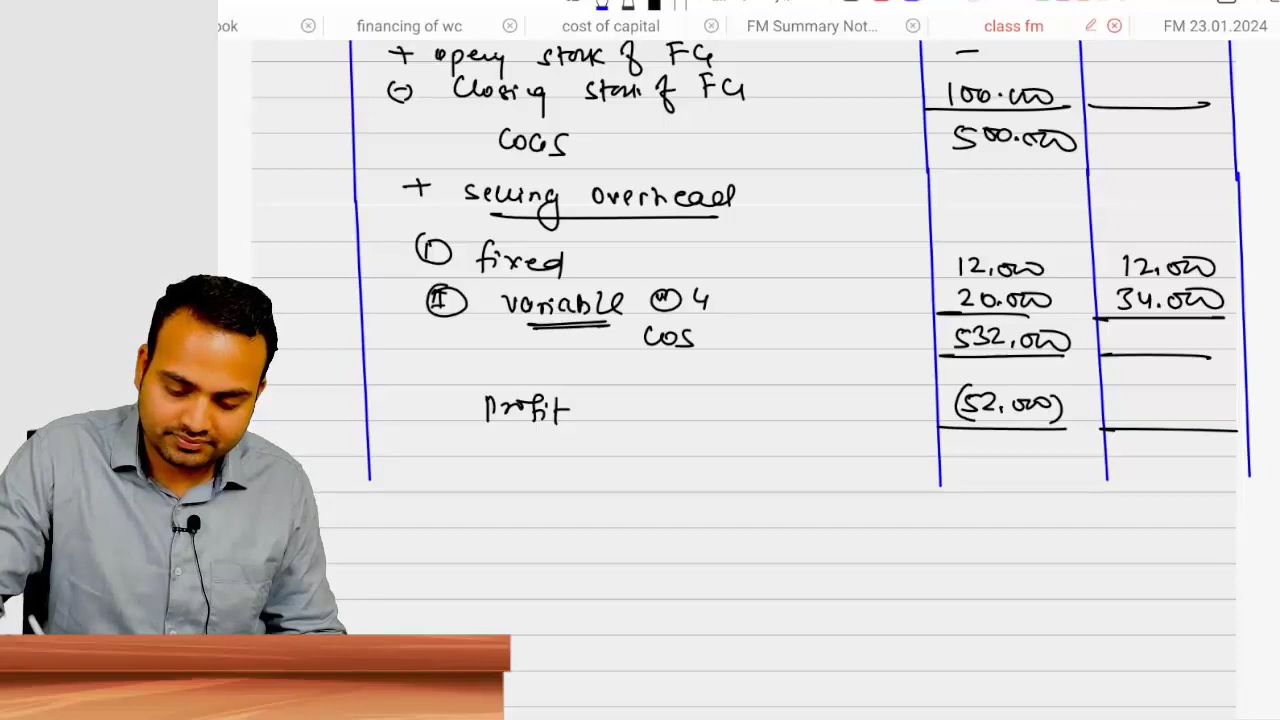 ook financing of wc cost of capital FM Summary Not... class fm FM 23.01.2024
+ openg stock of FG –
(-) Closing stock of FG 100.000
COGS 500.000
+ selling overhead
(I) fixed 12,000 12,000
(II) variable @ 4 20.000 34.000
COS 532,000
Profit (52,000)